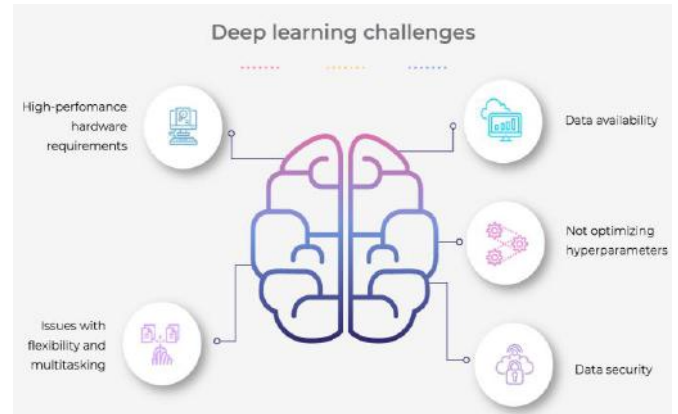 Deep learning challenges
High-perfomance
hardware
requirements
Data availability
Not optimizing
hyperparameters
Issues with
flexibility and
multitasking
Data security